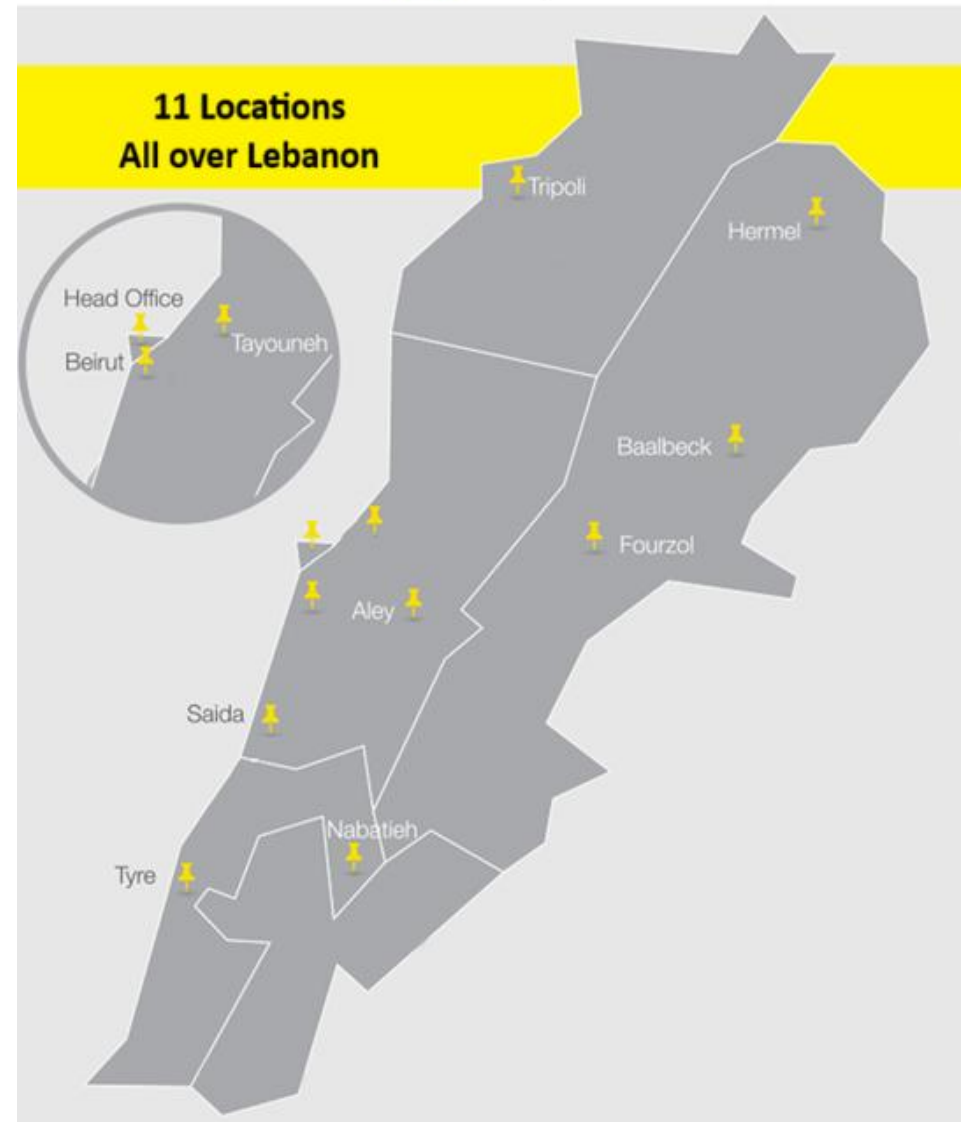 11 Locations
All over Lebanon
Tripoli
Hermel
Head Office
Tayouneh
Beirut
Baalbeck
Fourzol
Aley
Saida
Nabatieh
Tyre